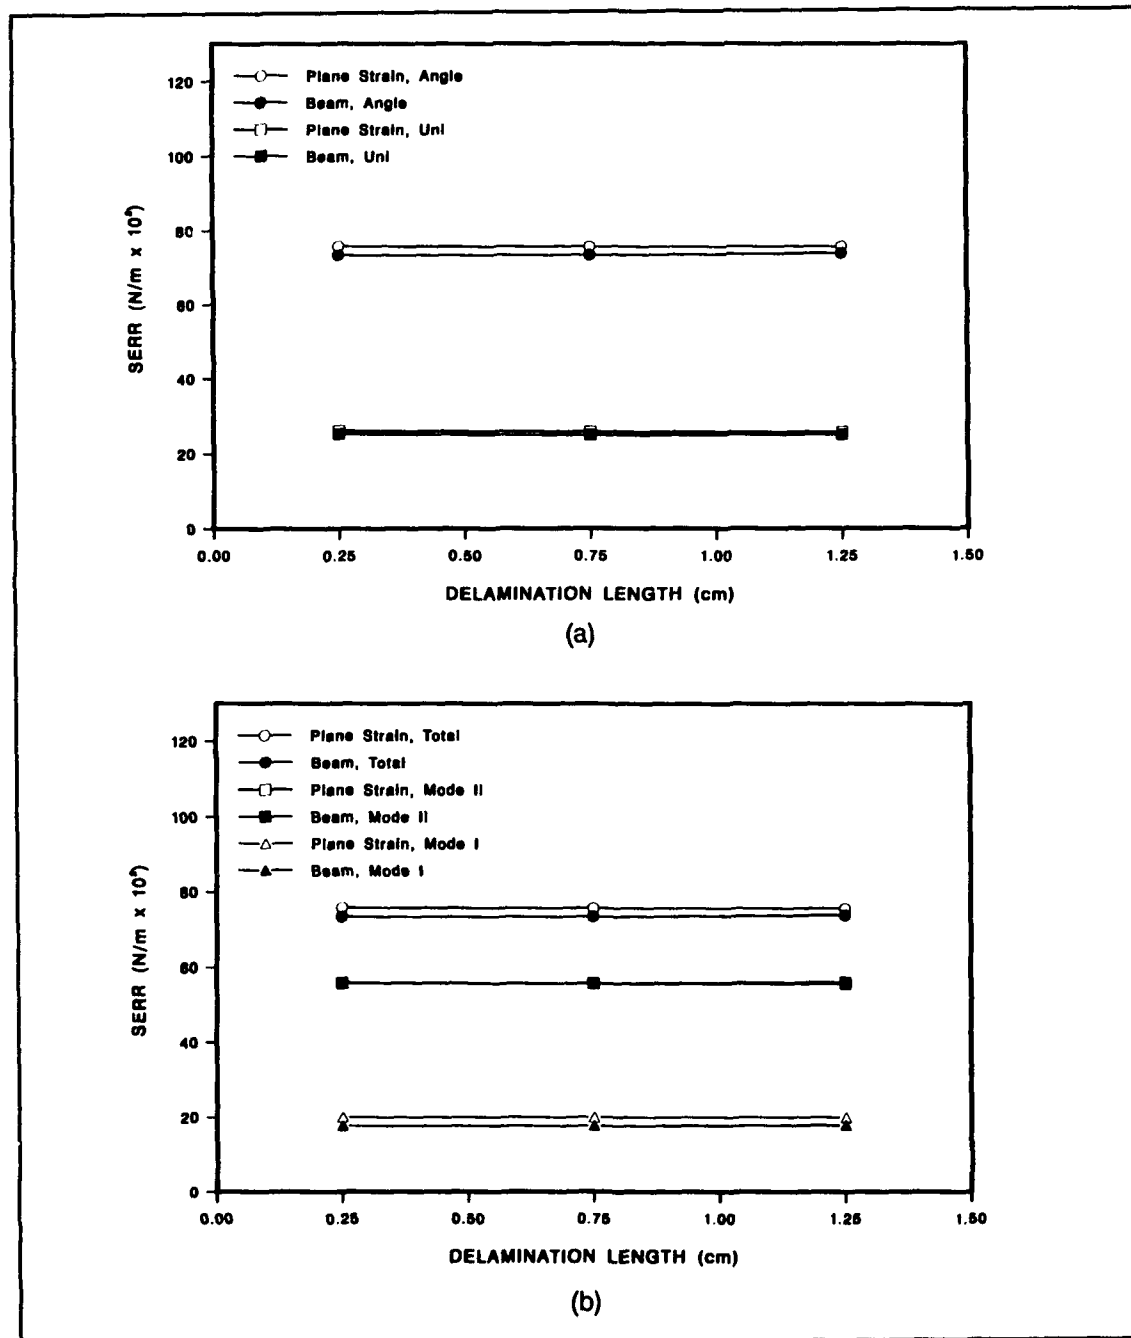 Plane Strain, Angle
Beam, Angle
Plane Strain, Uni
Beam, Uni
120
100
80
60
40
20
0
SERR (N/m x 10
0.00
0.25
0.50
0.75
1.00
1.25
1.50
DELAMINATION LENGTH (cm)
(a)
Plane Strain, Total
Beam, Total
Plane Strain, Mode II
Beam, Mode II
Plane Strain, Mode I
Beam, Mode I
120
100
80
60
40
20
0
SERR (N/m x 10
0.00
0.25
0.50
0.75
1.00
1.25
1.50
DELAMINATION LENGTH (cm)
(b)